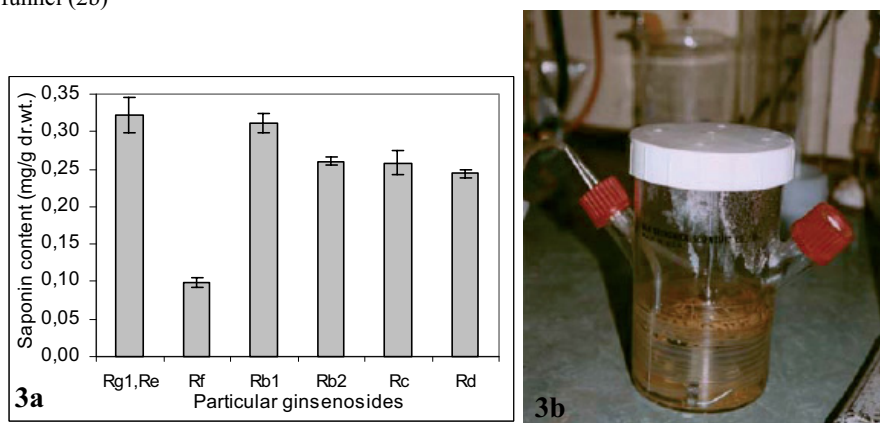 (2b)
Saponin content (mg/g dr.wt.)
0,35
0,30
0,25
0,20
0,15
0,10
0,05
0,00
Rg1,Re Rf Rb1 Rb2 Rc Rd
Particular ginsenosides
3a
3b